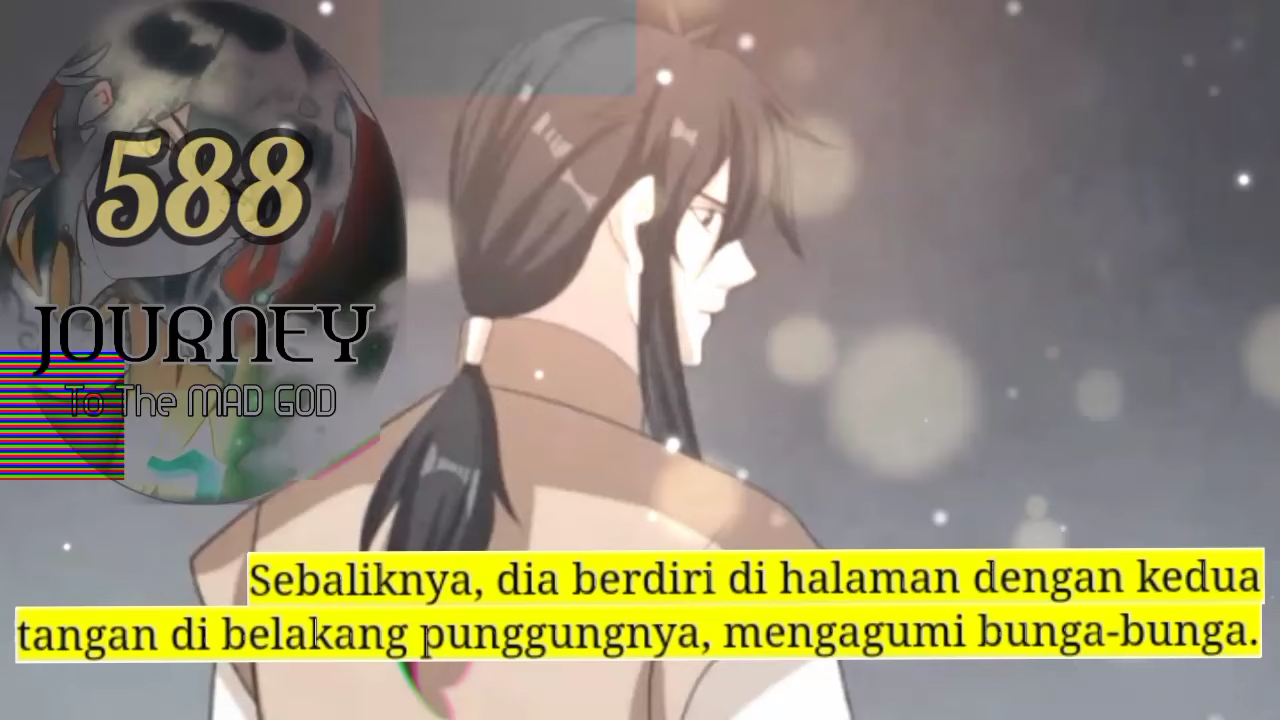 588
JOURNEY
To The MAD GOD
Sebaliknya, dia berdiri di halaman dengan kedua
tangan di belakang punggungnya, mengagumi bunga-bunga.